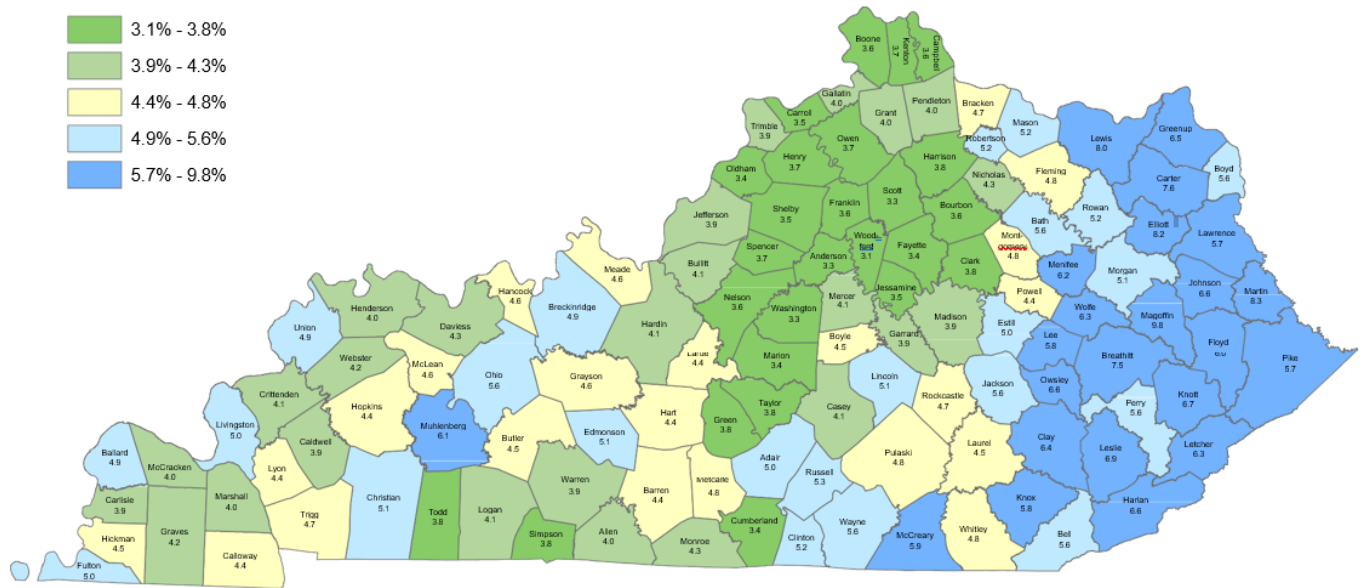 3.1% - 3.8%
3.9% - 4.3%
4.4% - 4.8%
4.9% - 5.6%
5.7% - 9.8%
Boone
3.6
Kenton
3.7
Campbell
3.6
Gallatin
4.0
Carroll
3.5
Trimble
3.9
Grant
4.0
Pendleton
4.0
Bracken
4.7
Mason
5.2
Robertson
5.2
Lewis
8.0
Greenup
6.5
Boyd
5.6
Carter
7.6
Owen
3.7
Henry
3.7
Oldham
3.4
Harrison
3.8
Nicholas
4.3
Fleming
4.8
Rowan
5.2
Elliott
8.2
Lawrence
5.7
Jefferson
3.9
Shelby
3.5
Franklin
3.6
Scott
3.3
Bourbon
3.6
Bath
5.6
Mont-
gomery
4.8
Menifee
6.2
Morgan
5.1
Johnson
6.6
Martin
8.3
Bullitt
4.1
Spencer
3.7
Anderson
3.3
Wood-
ford
3.1
Fayette
3.4
Clark
3.8
Powell
4.4
Wolfe
6.3
Magoffin
9.8
Floyd
Pike
5.7
Meade
4.6
Hancock
4.6
Breckinridge
4.9
Hardin
4.1
Nelson
3.6
Washington
3.3
Mercer
4.1
Jessamine
3.5
Madison
3.9
Garrard
3.9
Estill
5.0
Lee
5.8
Breathitt
7.5
Knott
6.7
Henderson
4.0
Union
4.9
Daviess
4.3
Webster
4.2
McLean
4.6
Ohio
5.6
Grayson
4.6
Larue
4.4
Marion
3.4
Boyle
4.5
Lincoln
5.1
Rockcastle
4.7
Jackson
5.6
Owsley
6.6
Perry
5.6
Letcher
6.3
Crittenden
4.1
Livingston
5.0
Hopkins
4.4
Muhlenberg
6.1
Butler
4.5
Edmonson
5.1
Hart
4.4
Green
3.8
Taylor
3.8
Casey
4.1
Pulaski
4.8
Laurel
4.5
Clay
6.4
Leslie
6.9
Harlan
6.6
Ballard
4.9
McCracken
4.0
Lyon
4.4
Caldwell
3.9
Christian
5.1
Todd
3.8
Logan
4.1
Warren
3.9
Barren
4.4
Metcalfe
4.8
Adair
5.0
Russell
5.3
Knox
5.8
Carlisle
3.9
Marshall
4.0
Trigg
4.7
Simpson
3.8
Allen
4.0
Monroe
4.3
Cumberland
3.4
Clinton
5.2
Wayne
5.6
McCreary
5.9
Whitley
4.8
Bell
5.6
Hickman
4.5
Graves
4.2
Calloway
4.4
Fulton
5.0